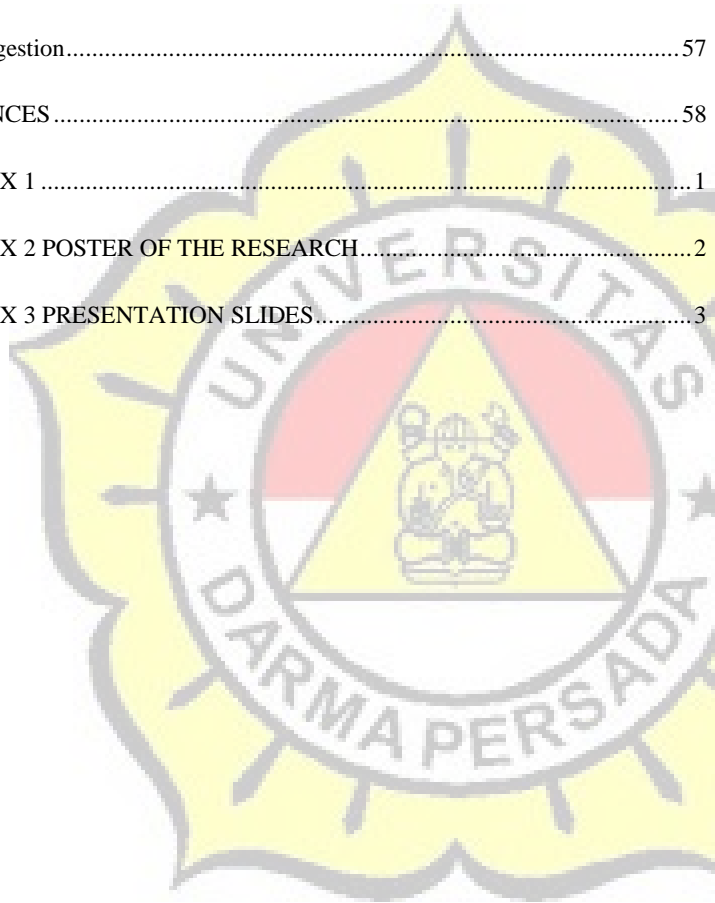 gestion....................................................................................................57
NCES....................................................................................................58
X 1....................................................................................................1
X 2 POSTER OF THE RESEARCH....................................................................2
X 3 PRESENTATION SLIDES............................................................................3
UNIVERSITAS
DARMA PERSADA